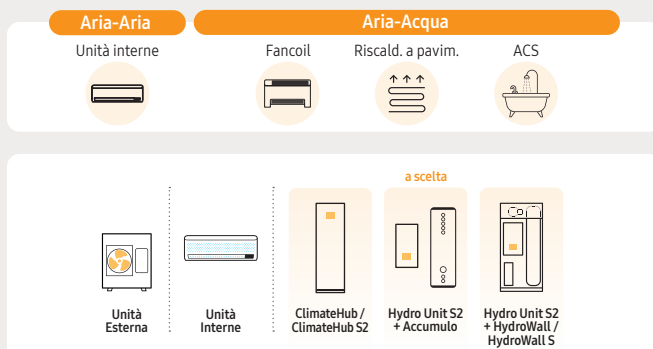 Aria-Aria
Aria-Acqua
Unità interne
Fancoil
Riscald. a pavim.
ACS
a scelta
Unità
Esterna
Unità
Interne
ClimateHub /
ClimateHub S2
Hydro Unit S2
+ Accumulo
Hydro Unit S2
+ HydroWall /
HydroWall S